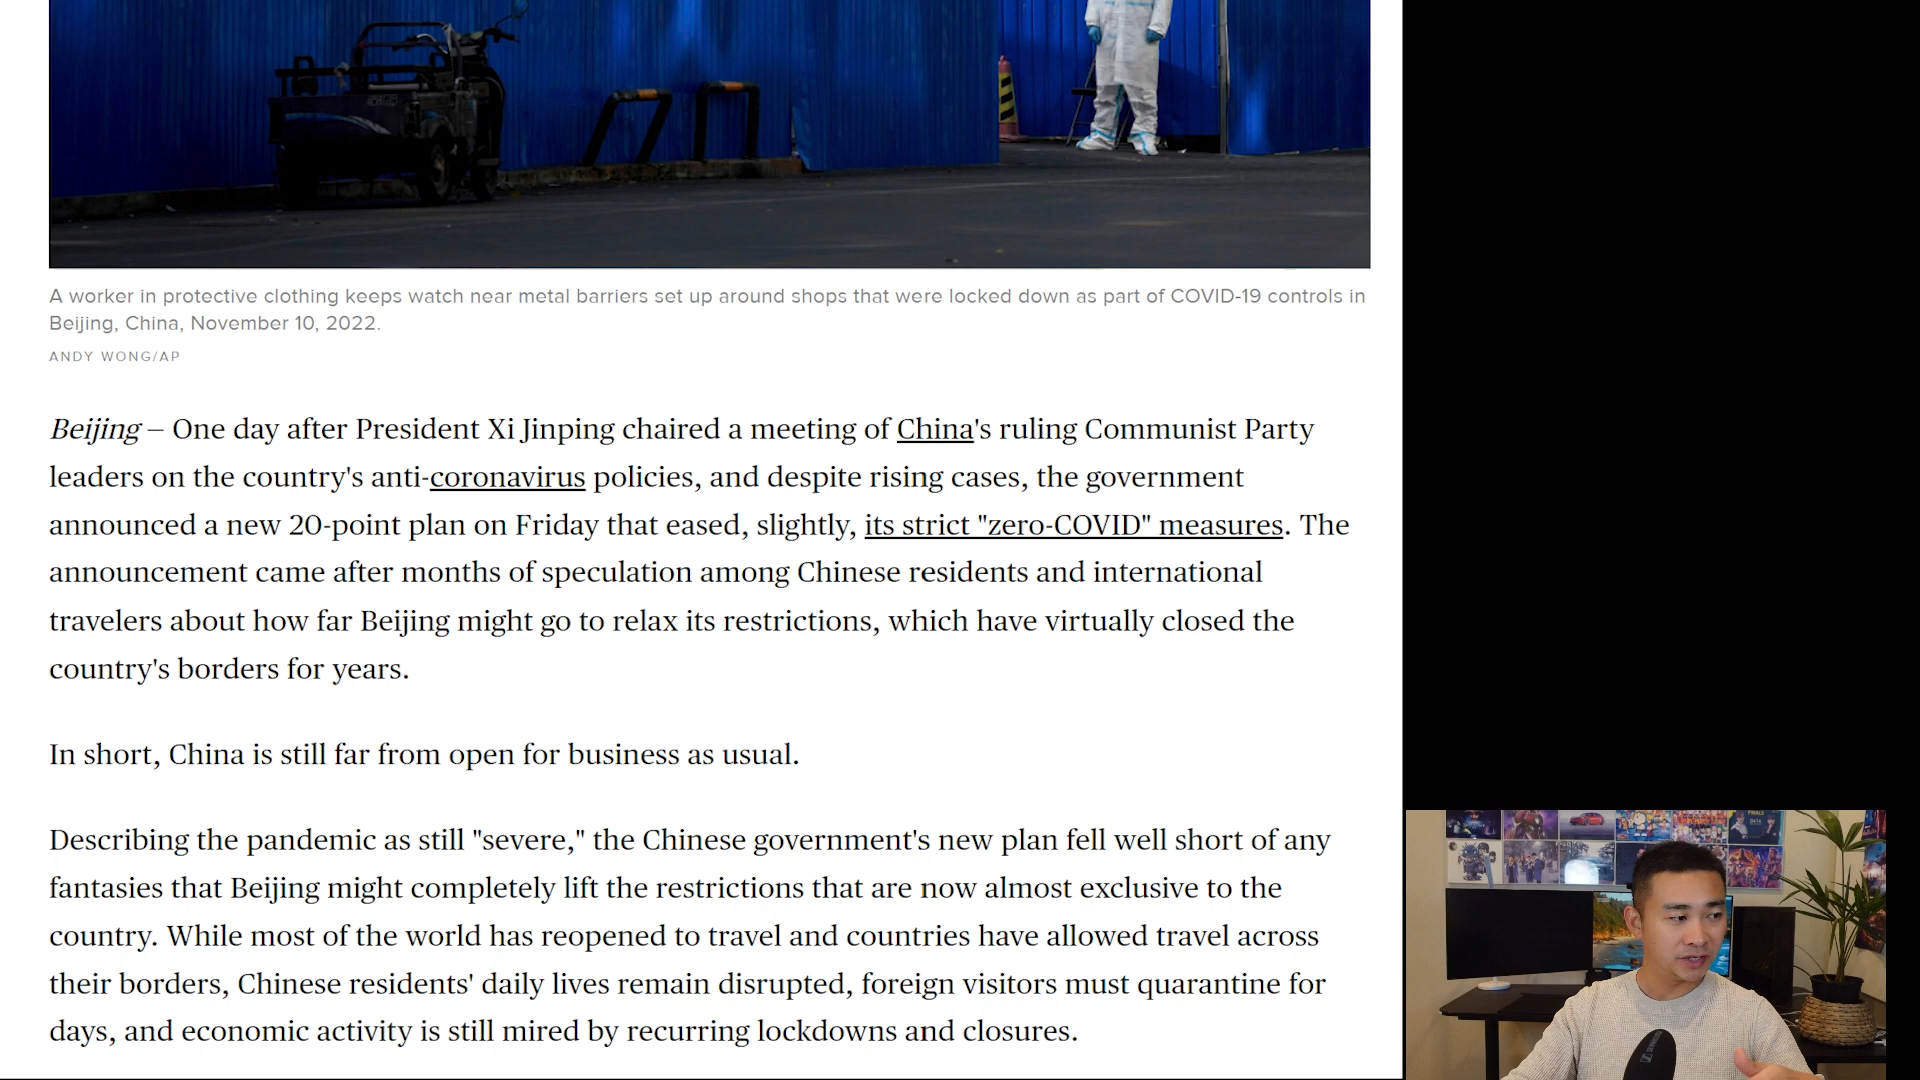 A worker in protective clothing keeps watch near metal barriers set up around shops that were locked down as part of COVID-19 controls in
Beijing, China, November 10, 2022.
ANDY WONG/AP
Beijing — One day after President Xi Jinping chaired a meeting of China's ruling Communist Party
leaders on the country's anti-coronavirus policies, and despite rising cases, the government
announced a new 20-point plan on Friday that eased, slightly, its strict "zero-COVID" measures. The
announcement came after months of speculation among Chinese residents and international
travelers about how far Beijing might go to relax its restrictions, which have virtually closed the
country's borders for years.
In short, China is still far from open for business as usual.
Describing the pandemic as still "severe," the Chinese government's new plan fell well short of any
fantasies that Beijing might completely lift the restrictions that are now almost exclusive to the
country. While most of the world has reopened to travel and countries have allowed travel across
their borders, Chinese residents' daily lives remain disrupted, foreign visitors must quarantine for
days, and economic activity is still mired by recurring lockdowns and closures.